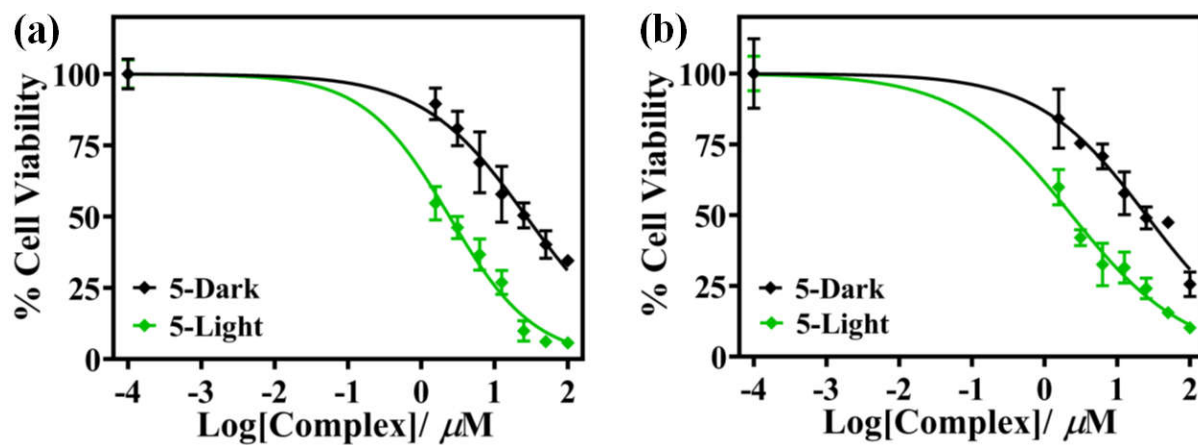 (a)
% Cell Viability
100
75
50
25
0
5-Dark
5-Light
-4 -3 -2 -1 0 1 2
Log[Complex]/ μM
(b)
% Cell Viability
100
75
50
25
0
5-Dark
5-Light
-4 -3 -2 -1 0 1 2
Log[Complex]/ μM